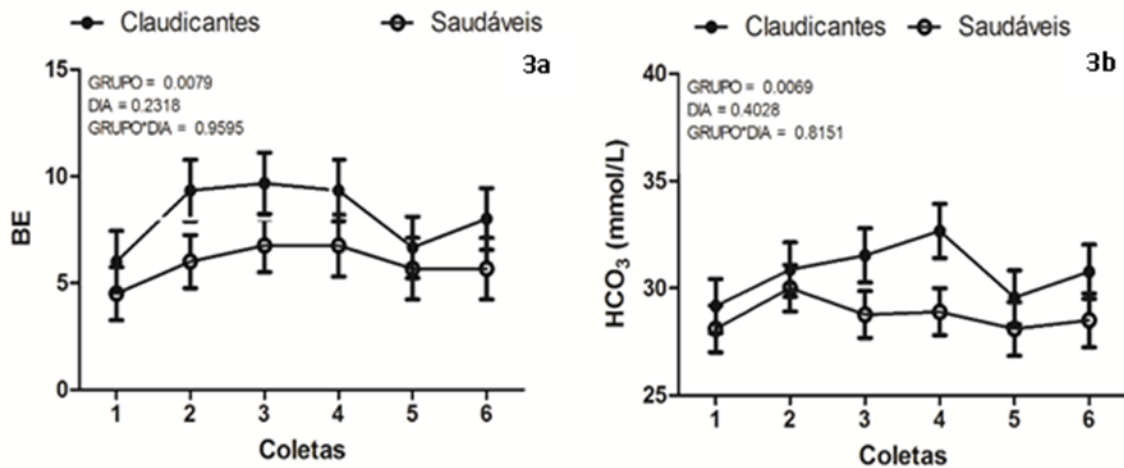 Claudicantes Saudáveis
3a
GRUPO = 0.0079
DIA = 0.2318
GRUPO*DIA = 0.9595
15
10
5
0
BE
1 2 3 4 5 6
Coletas
Claudicantes Saudáveis
3b
GRUPO = 0.0069
DIA = 0.4028
GRUPO*DIA = 0.8151
40
35
30
25
HCO3 (mmol/L)
1 2 3 4 5 6
Coletas